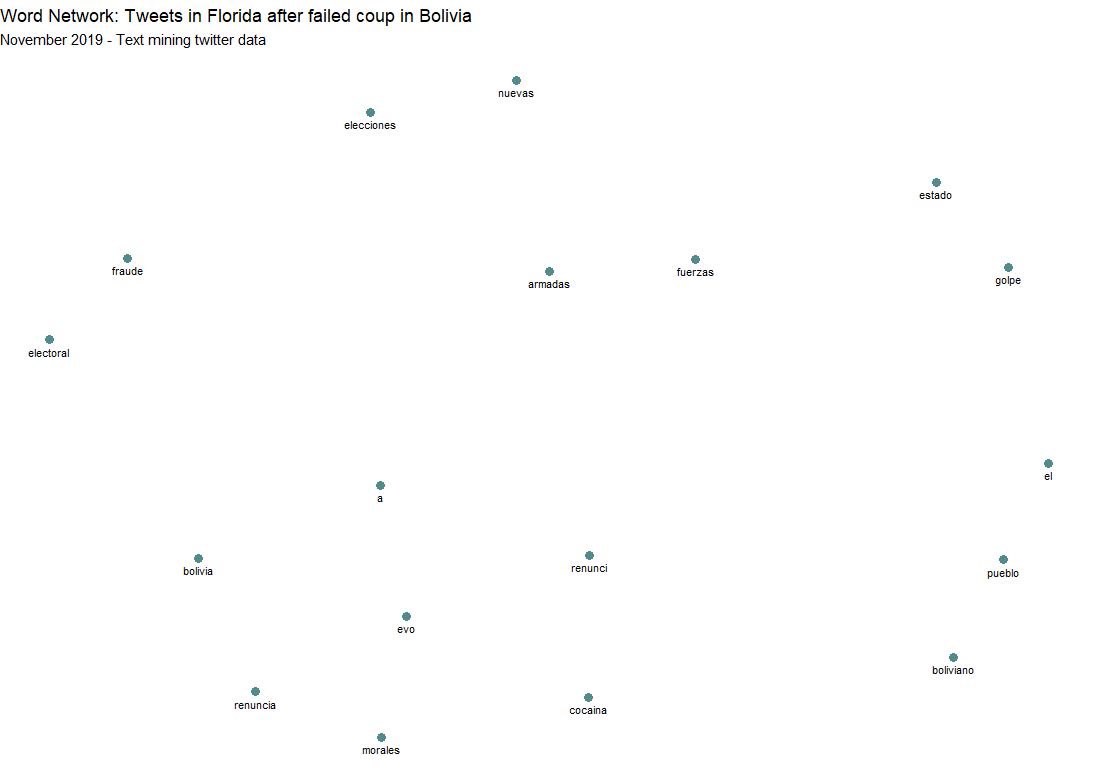 Word Network: Tweets in Florida after failed coup in Bolivia
November 2019 - Text mining twitter data
nuevas
elecciones
estado
fraude
armadas
fuerzas
golpe
electoral
el
a
bolivia
renunci
pueblo
evo
boliviano
renuncia
cocaina
morales